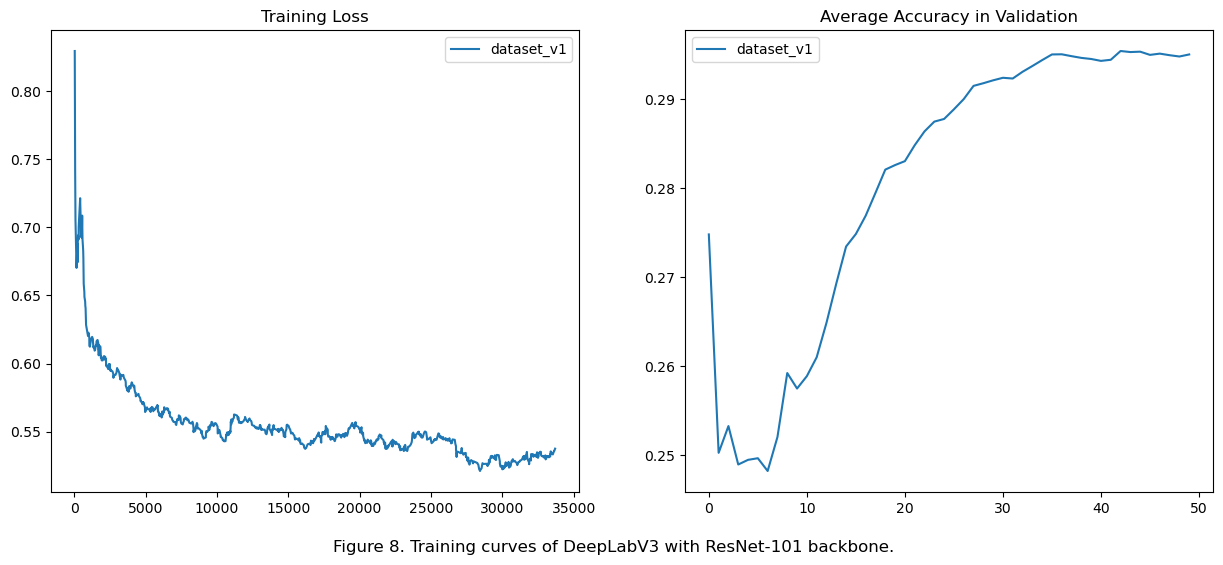 Training Loss
dataset_v1
0.80
0.75
0.70
0.65
0.60
0.55
0 5000 10000 15000 20000 25000 30000 35000
Average Accuracy in Validation
dataset_v1
0.29
0.28
0.27
0.26
0.25
0 10 20 30 40 50
Figure 8. Training curves of DeepLabV3 with ResNet-101 backbone.